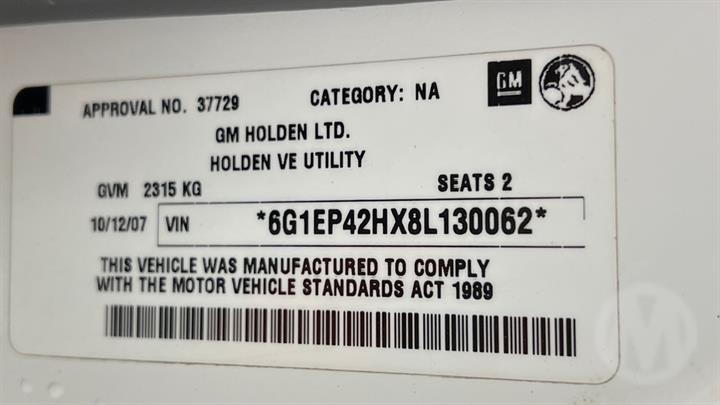 APPROVAL NO. 37729 CATEGORY: NA GM
GM HOLDEN LTD.
HOLDEN VE UTILITY
GVM 2315 KG SEATS 2
10/12/07 VIN *6G1EP42HX8L130062*
THIS VEHICLE WAS MANUFACTURED TO COMPLY
WITH THE MOTOR VEHICLE STANDARDS ACT 1989
M